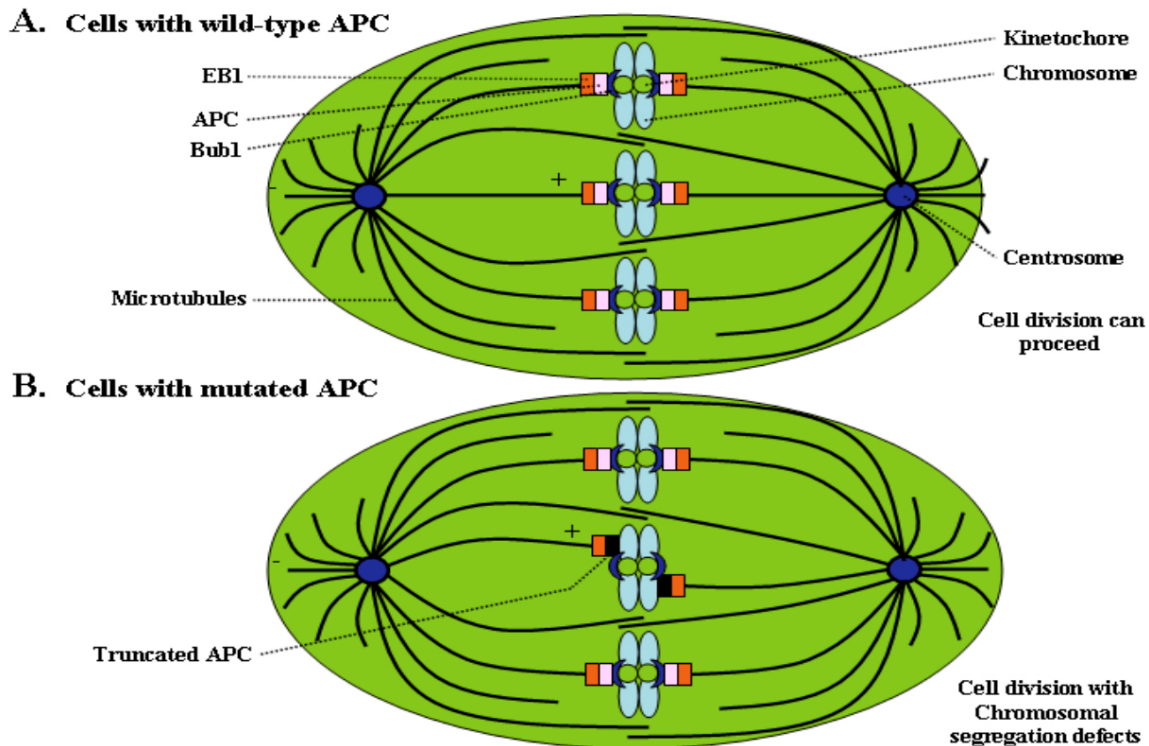 A. Cells with wild-type APC
EB1
APC
Bub1
Kinetochore
Chromosome
+
-
Centrosome
Microtubules
Cell division can
proceed
B. Cells with mutated APC
+
-
Truncated APC
Cell division with
Chromosomal
segregation defects